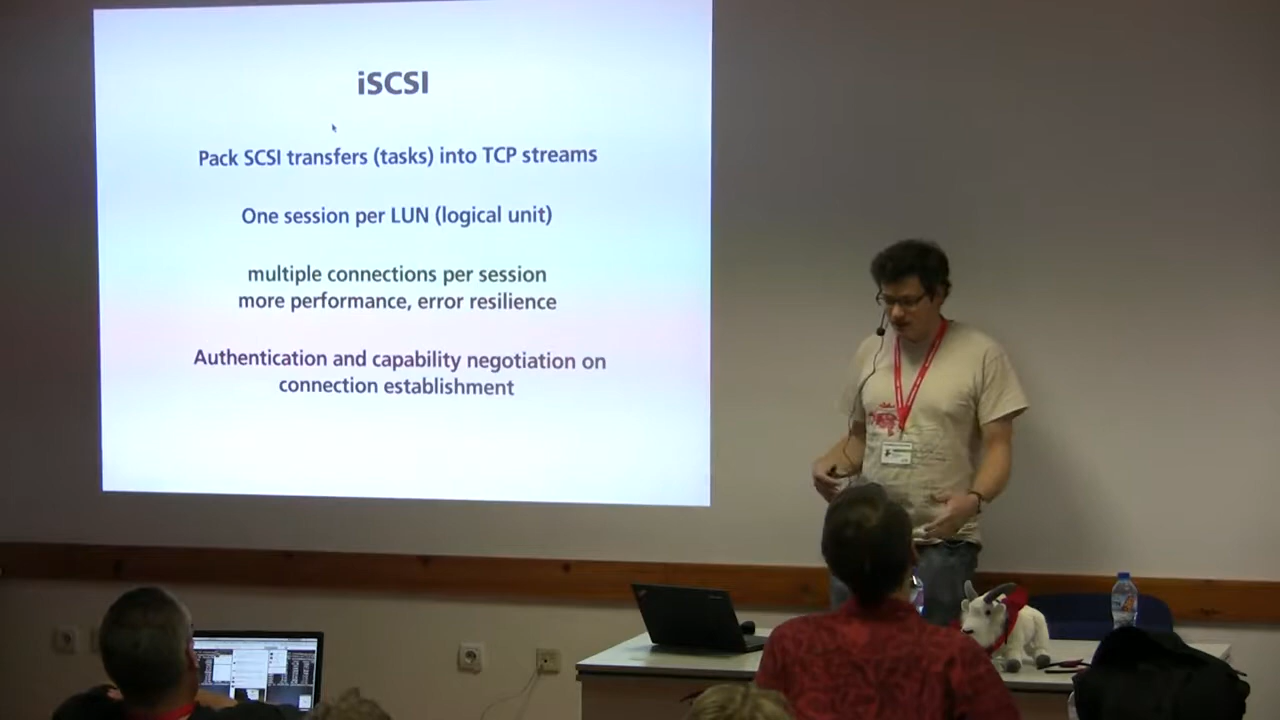 iSCSI
Pack SCSI transfers (tasks) into TCP streams
One session per LUN (logical unit)
multiple connections per session
more performance, error resilience
Authentication and capability negotiation on
connection establishment